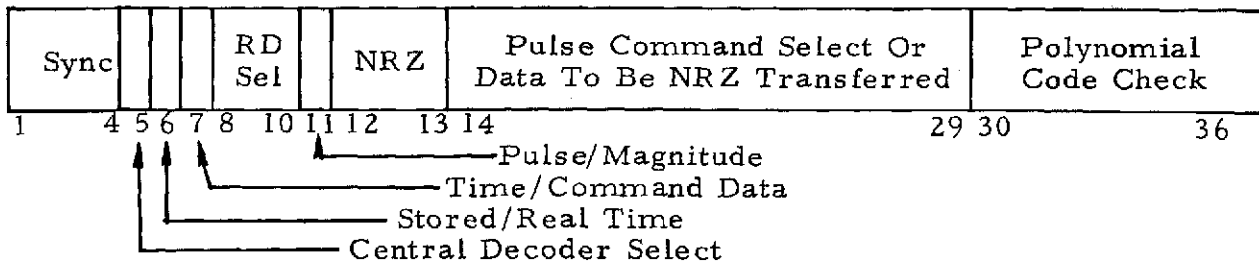 Sync
RD
Sel
NRZ
Pulse Command Select Or
Data To Be NRZ Transferred
Polynomial
Code Check
1 4 5 6 7 8 10 11 12 13 14 29 30 36
Pulse/Magnitude
Time/Command Data
Stored/Real Time
Central Decoder Select